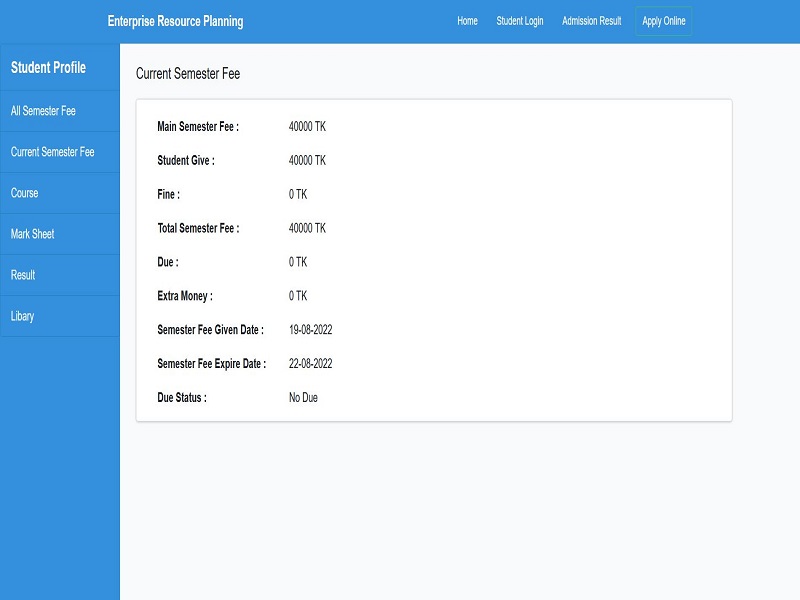 Enterprise Resource Planning
Home Student Login Admission Result Apply Online
Student Profile
All Semester Fee
Current Semester Fee
Course
Mark Sheet
Result
Libary
Current Semester Fee
Main Semester Fee : 40000 TK
Student Give : 40000 TK
Fine : 0 TK
Total Semester Fee : 40000 TK
Due : 0 TK
Extra Money : 0 TK
Semester Fee Given Date : 19-08-2022
Semester Fee Expire Date : 22-08-2022
Due Status : No Due